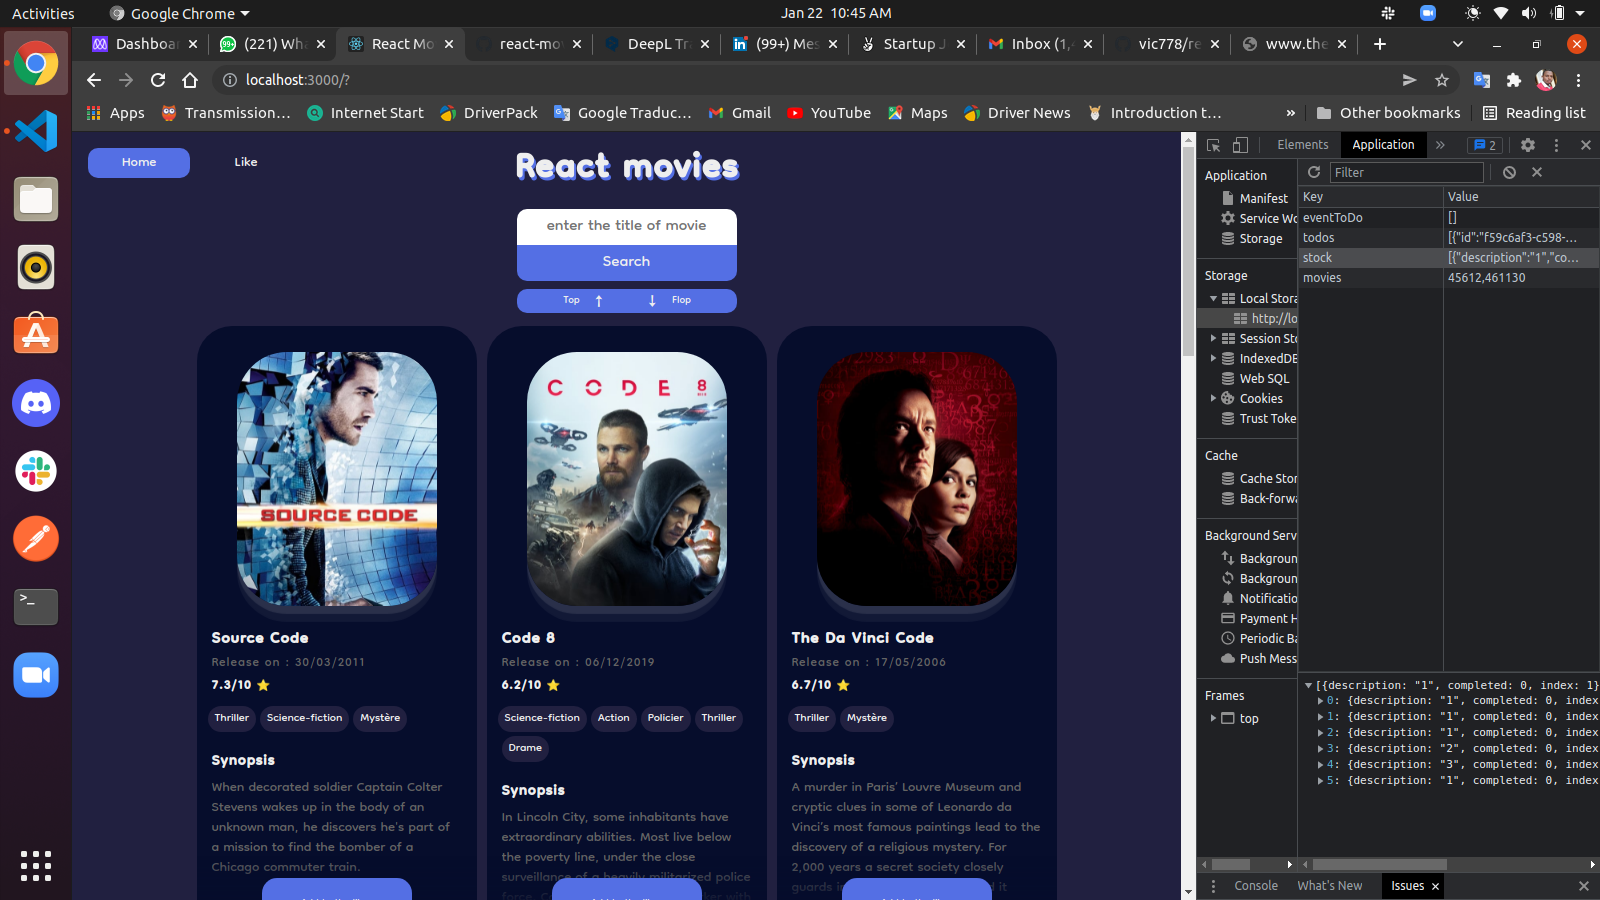 Activities
Google Chrome
Jan 22 10:45 AM
Dashboar
(221) Wha
React Mo
react-mo
DeepL Tra
(99+) Mes
Startup J
Inbox (1,
vic778/re
www.the
localhost:3000/?
Apps
Transmission...
Internet Start
DriverPack
Google Traduc...
Gmail
YouTube
Maps
Driver News
Introduction t...
»
Other bookmarks
Reading list
Home
Like
React movies
enter the title of movie
Search
Top ↑ ↓ Flop
CODE 8
SOURCE CODE
Source Code
Release on : 30/03/2011
7.3/10 ⭐
Thriller Science-fiction Mystère
Synopsis
When decorated soldier Captain Colter
Stevens wakes up in the body of an
unknown man, he discovers he's part of
a mission to find the bomber of a
Chicago commuter train.
Code 8
Release on : 06/12/2019
6.2/10 ⭐
Science-fiction Action Policier Thriller
Drame
Synopsis
In Lincoln City, some inhabitants have
extraordinary abilities. Most live below
the poverty line, under the close
surveillance of a heavily militarized police
The Da Vinci Code
Release on : 17/05/2006
6.7/10 ⭐
Thriller Mystère
Synopsis
A murder in Paris' Louvre Museum and
cryptic clues in some of Leonardo da
Vinci's most famous paintings lead to the
discovery of a religious mystery. For
2,000 years a secret society closely
guards in
Elements
Application
»
2
Application
Manifest
Service Wo
Storage
Storage
Local Stora
http://lo
Session Sto
IndexedDB
Web SQL
Cookies
Trust Toke
Cache
Cache Stor
Back-forwa
Background Serv
Backgroun
Backgroun
Notificatio
Payment H
Periodic Ba
Push Mess
Frames
top
Filter
Key Value
eventToDo []
todos [{"id":"f59c6af3-c598-...
stock [{"description":"1","co...
movies 45612,461130
[{description: "1", completed: 0, index: 1}
0: {description: "1", completed: 0, index
1: {description: "1", completed: 0, index
2: {description: "1", completed: 0, index
3: {description: "2", completed: 0, index
4: {description: "3", completed: 0, index
5: {description: "1", completed: 0, index
Console
What's New
Issues